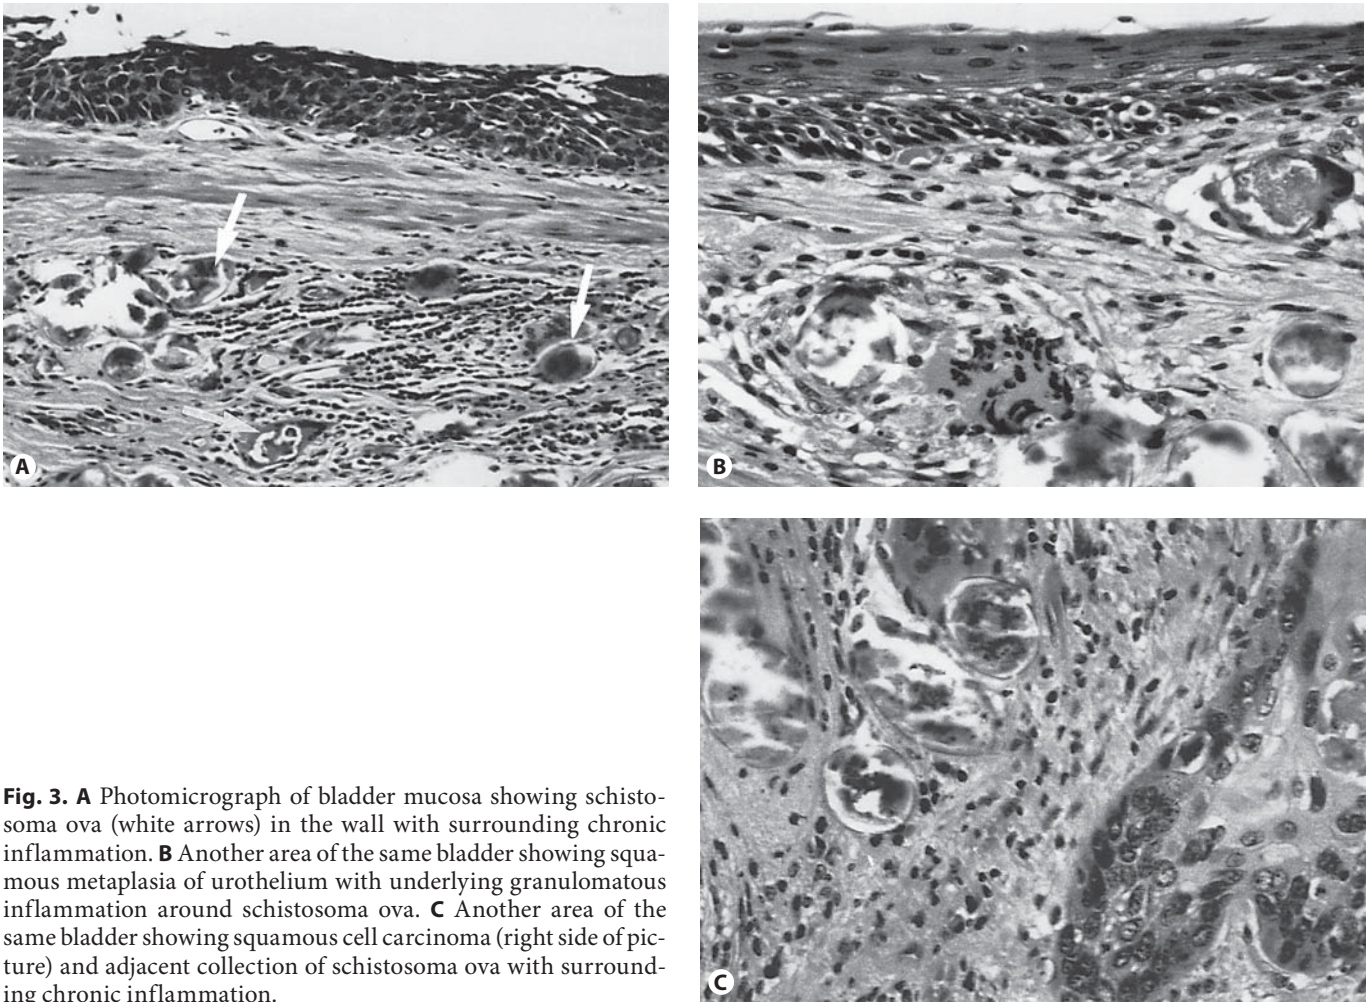 A
B
C
Fig. 3. A Photomicrograph of bladder mucosa showing schisto-
soma ova (white arrows) in the wall with surrounding chronic
inflammation. B Another area of the same bladder showing squa-
mous metaplasia of urothelium with underlying granulomatous
inflammation around schistosoma ova. C Another area of the
same bladder showing squamous cell carcinoma (right side of pic-
ture) and adjacent collection of schistosoma ova with surround-
ing chronic inflammation.